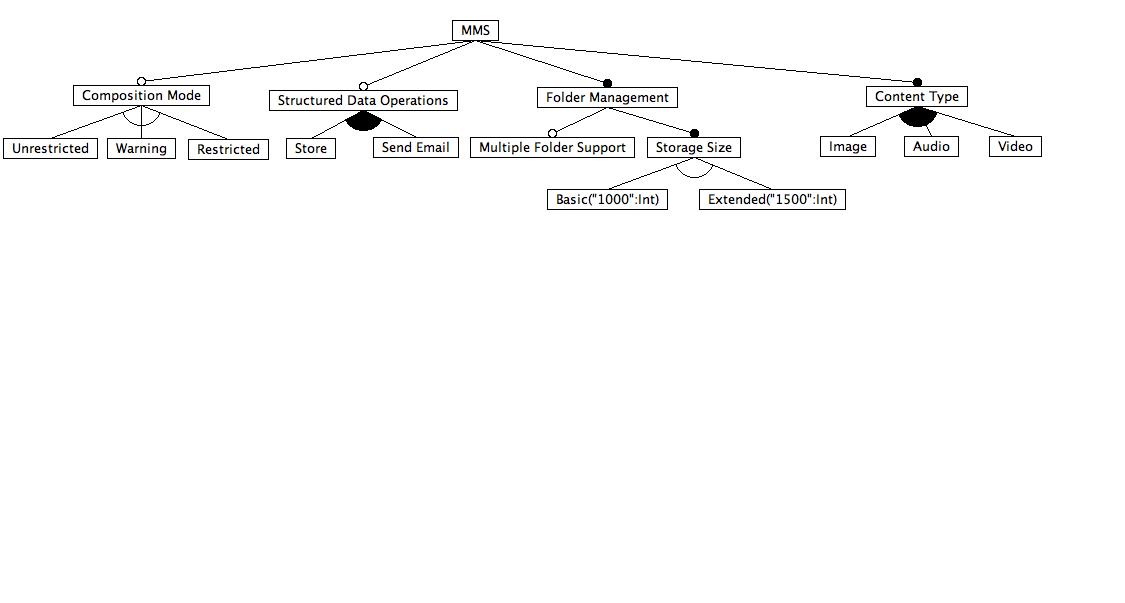 MMS
Composition Mode
Structured Data Operations
Folder Management
Content Type
Unrestricted
Warning
Restricted
Store
Send Email
Multiple Folder Support
Storage Size
Image
Audio
Video
Basic("1000":Int)
Extended("1500":Int)